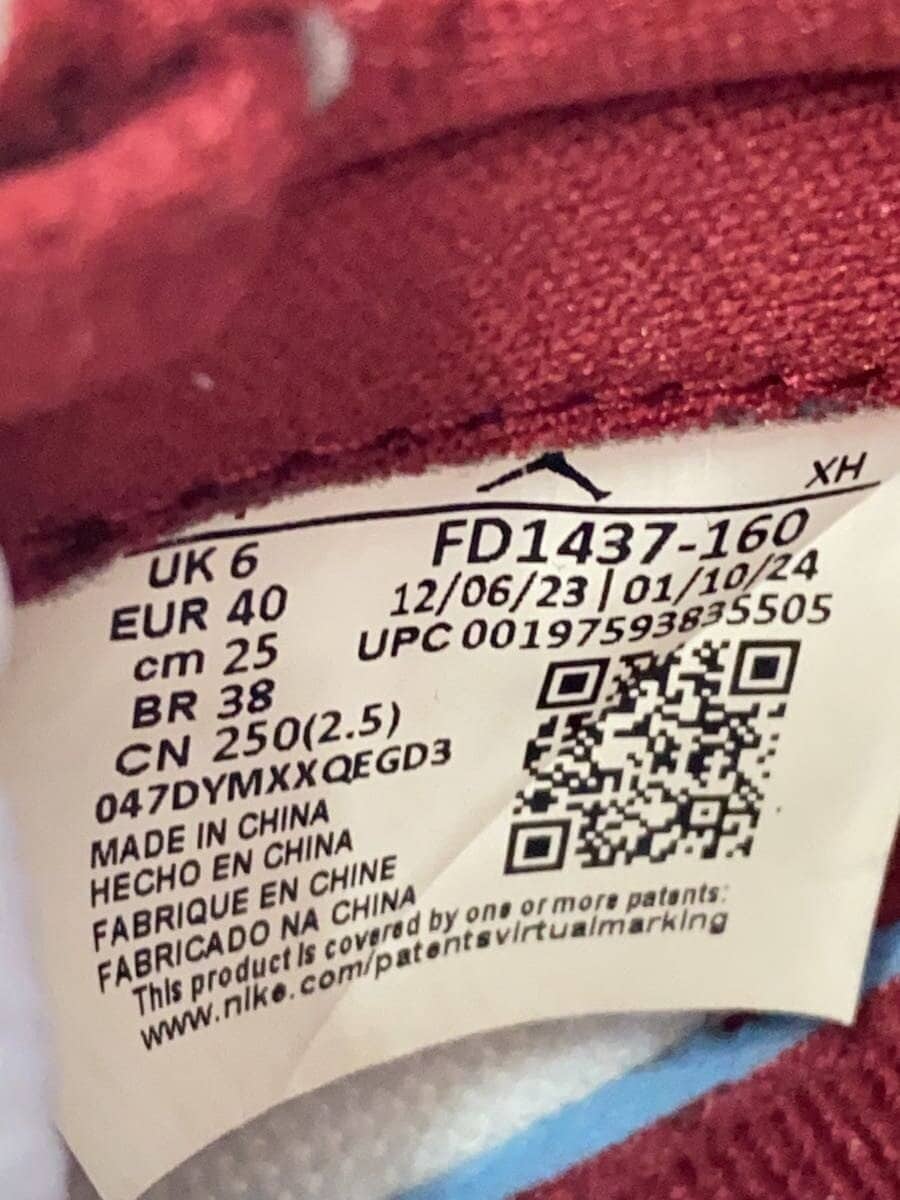 XH
UK 6
EUR 40
cm 25
BR 38
CN 250(2.5)
047DYMXXQEGD3
FD1437-160
12/06/23 | 01/10/24
UPC 00197593835505
MADE IN CHINA
HECHO EN CHINA
FABRIQUE EN CHINE
FABRICADO NA CHINA
This product is covered by one or more patents:
www.nike.com/patentsvirtualmarking